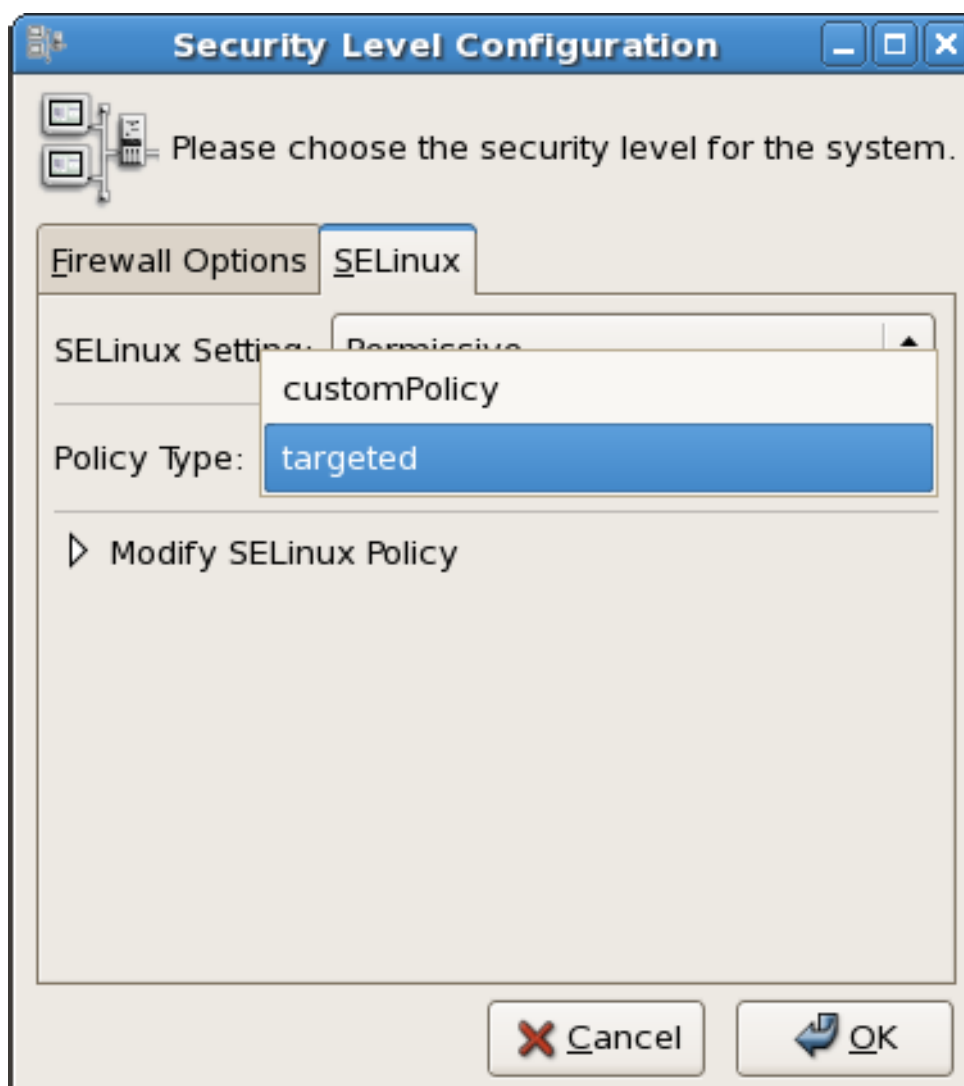 Security Level Configuration
Please choose the security level for the system.
Firewall Options
SELinux
SELinux Setting: Permissive
customPolicy
Policy Type: targeted
Modify SELinux Policy
Cancel
OK